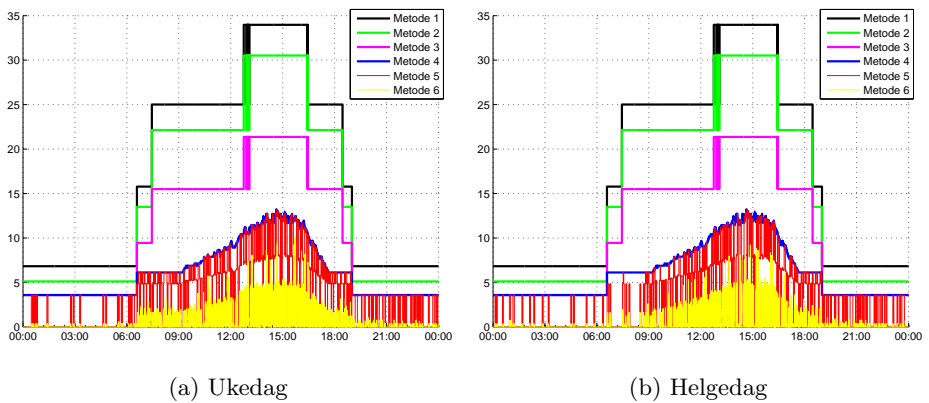 35
30
25
20
15
10
5
0
00:00 03:00 06:00 09:00 12:00 15:00 18:00 21:00 00:00
Metode 1
Metode 2
Metode 3
Metode 4
Metode 5
Metode 6
(a) Ukedag
35
30
25
20
15
10
5
0
00:00 03:00 06:00 09:00 12:00 15:00 18:00 21:00 00:00
Metode 1
Metode 2
Metode 3
Metode 4
Metode 5
Metode 6
(b) Helgedag